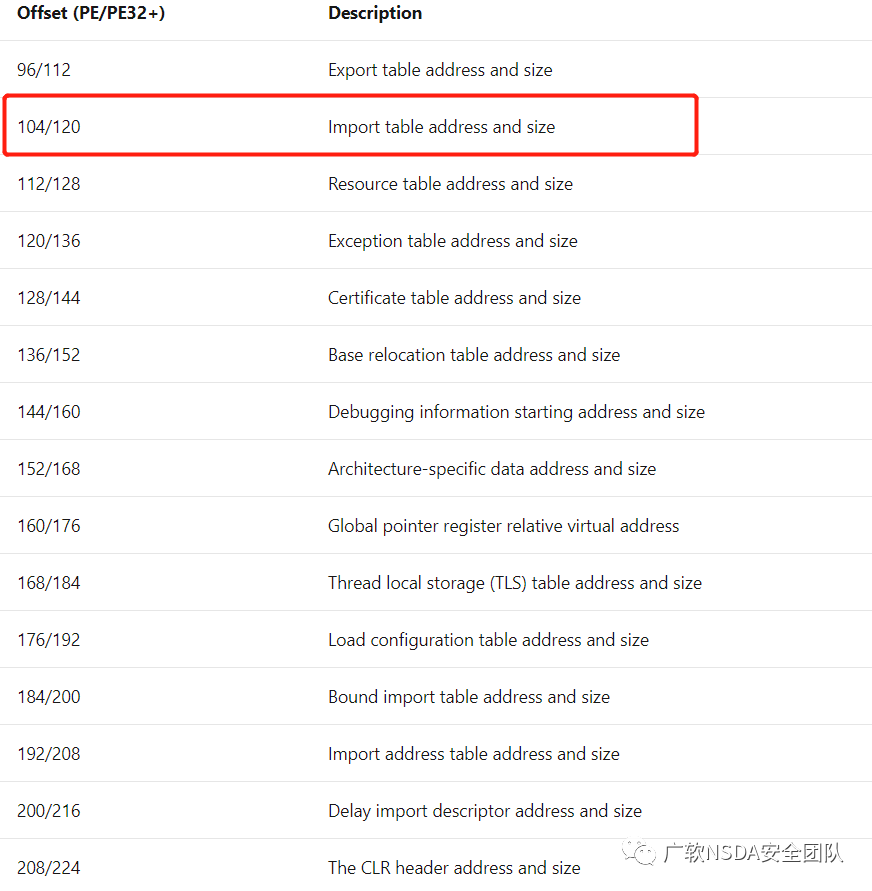 Offset (PE/PE32+) Description
96/112 Export table address and size
104/120 Import table address and size
112/128 Resource table address and size
120/136 Exception table address and size
128/144 Certificate table address and size
136/152 Base relocation table address and size
144/160 Debugging information starting address and size
152/168 Architecture-specific data address and size
160/176 Global pointer register relative virtual address
168/184 Thread local storage (TLS) table address and size
176/192 Load configuration table address and size
184/200 Bound import table address and size
192/208 Import address table address and size
200/216 Delay import descriptor address and size
广软NSDA安全团队
208/224 The CLR header address and size